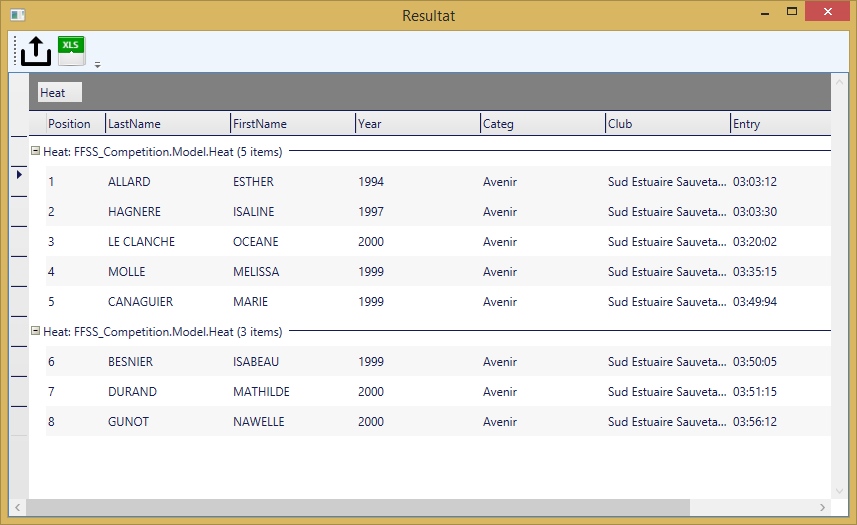 Resultat
XLS
Heat
Position LastName FirstName Year Categ Club Entry
Heat: FFSS_Competition.Model.Heat (5 items)
1 ALLARD ESTHER 1994 Avenir Sud Estuaire Sauveta... 03:03:12
2 HAGNERE ISALINE 1997 Avenir Sud Estuaire Sauveta... 03:03:30
3 LE CLANCHE OCEANE 2000 Avenir Sud Estuaire Sauveta... 03:20:02
4 MOLLE MELISSA 1999 Avenir Sud Estuaire Sauveta... 03:35:15
5 CANAGUIER MARIE 1999 Avenir Sud Estuaire Sauveta... 03:49:94
Heat: FFSS_Competition.Model.Heat (3 items)
6 BESNIER ISABEAU 1999 Avenir Sud Estuaire Sauveta... 03:50:05
7 DURAND MATHILDE 2000 Avenir Sud Estuaire Sauveta... 03:51:15
8 GUNOT NAWELLE 2000 Avenir Sud Estuaire Sauveta... 03:56:12